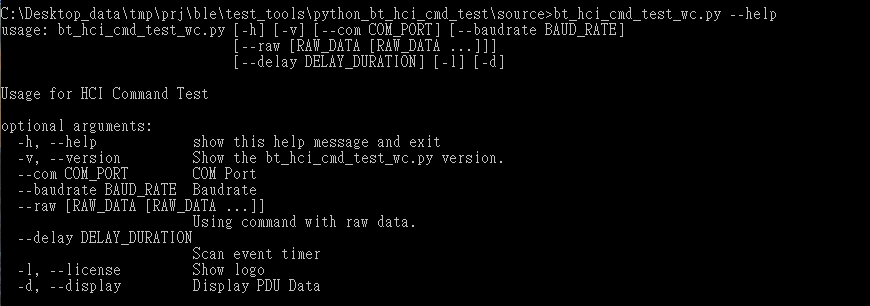 C:\Desktop_data\tmp\prj\ble\test_tools\python_bt_hci_cmd_test\source>bt_hci_cmd_test_wc.py --help
usage: bt_hci_cmd_test_wc.py [-h] [-v] [--com COM_PORT] [--baudrate BAUD_RATE]
[--raw [RAW_DATA [RAW_DATA ...]]]
[--delay DELAY_DURATION] [-l] [-d]
Usage for HCI Command Test
optional arguments:
-h, --help show this help message and exit
-v, --version Show the bt_hci_cmd_test_wc.py version.
--com COM_PORT COM Port
--baudrate BAUD_RATE Baudrate
--raw [RAW_DATA [RAW_DATA ...]]
Using command with raw data.
--delay DELAY_DURATION
Scan event timer
-l, --license Show logo
-d, --display Display PDU Data